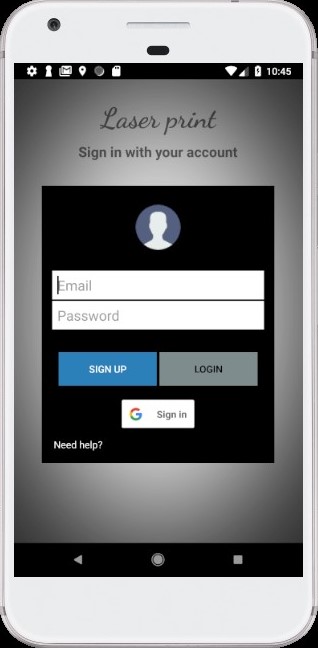 10:45
Laser print
Sign in with your account
Email
Password
SIGN UP LOGIN
G Sign in
Need help?